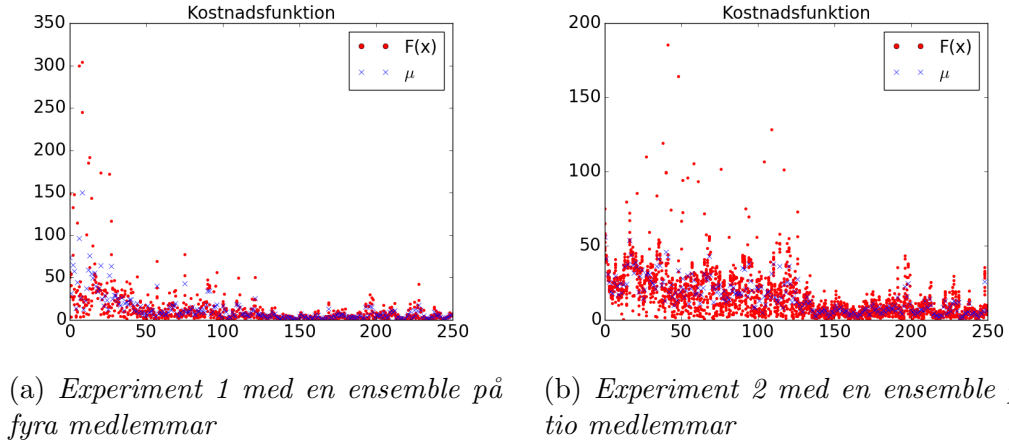 Kostnadsfunktion
350
300
250
200
150
100
50
0
0 50 100 150 200 250
F(x)
μ
Kostnadsfunktion
200
150
100
50
0
0 50 100 150 200 250
F(x)
μ
(a) Experiment 1 med en ensemble på
fyra medlemmar
(b) Experiment 2 med en ensemble
tio medlemmar